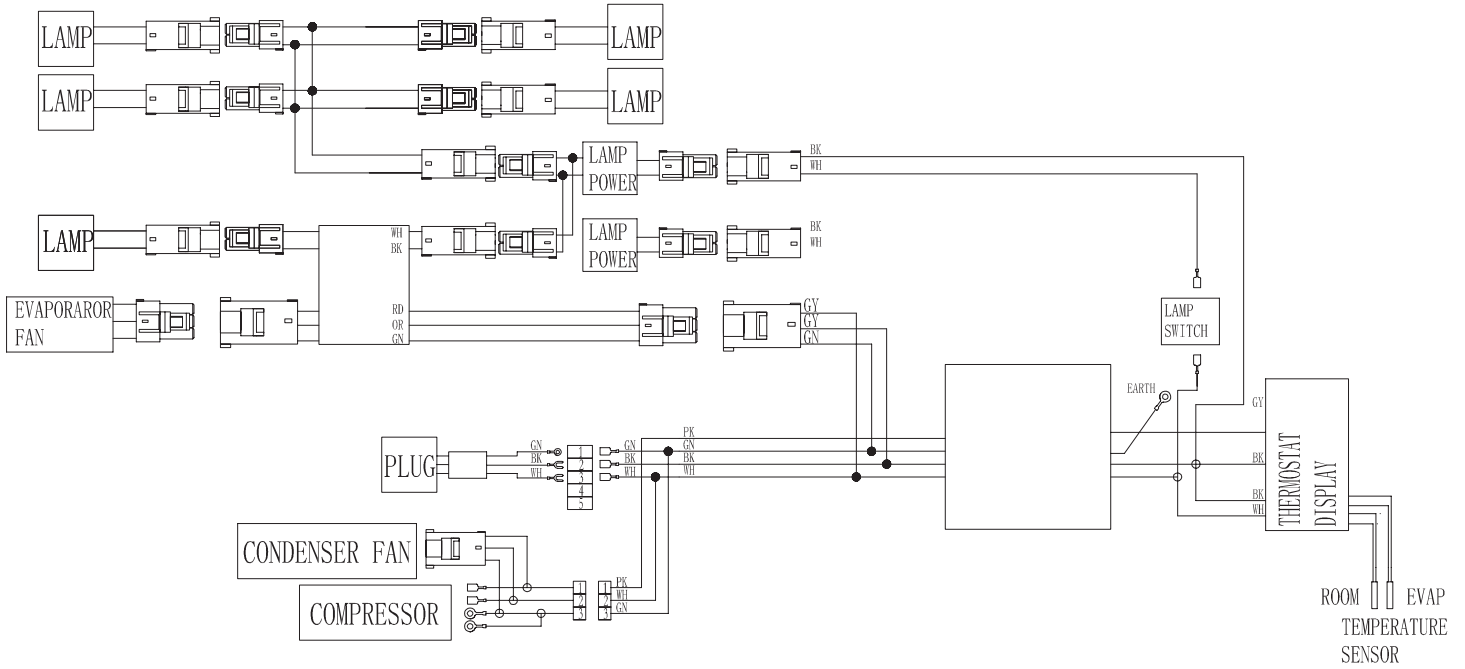 LAMP
LAMP
LAMP
LAMP
LAMP
POWER
BK
WH
LAMP
WH
BK
LAMP
POWER
BK
WH
EVAPORAROR
FAN
RD
OR
GN
GY
GY
GN
LAMP
SWITCH
EARTH
GY
BK
BK
WH
THERMOSTAT
DISPLAY
PLUG
GN
BK
WH
1
2
3
4
5
GN
BK
WH
PK
GN
BK
WH
CONDENSER FAN
COMPRESSOR
1
2
3
1
2
3
PK
WH
GN
ROOM
EVAP
TEMPERATURE
SENSOR